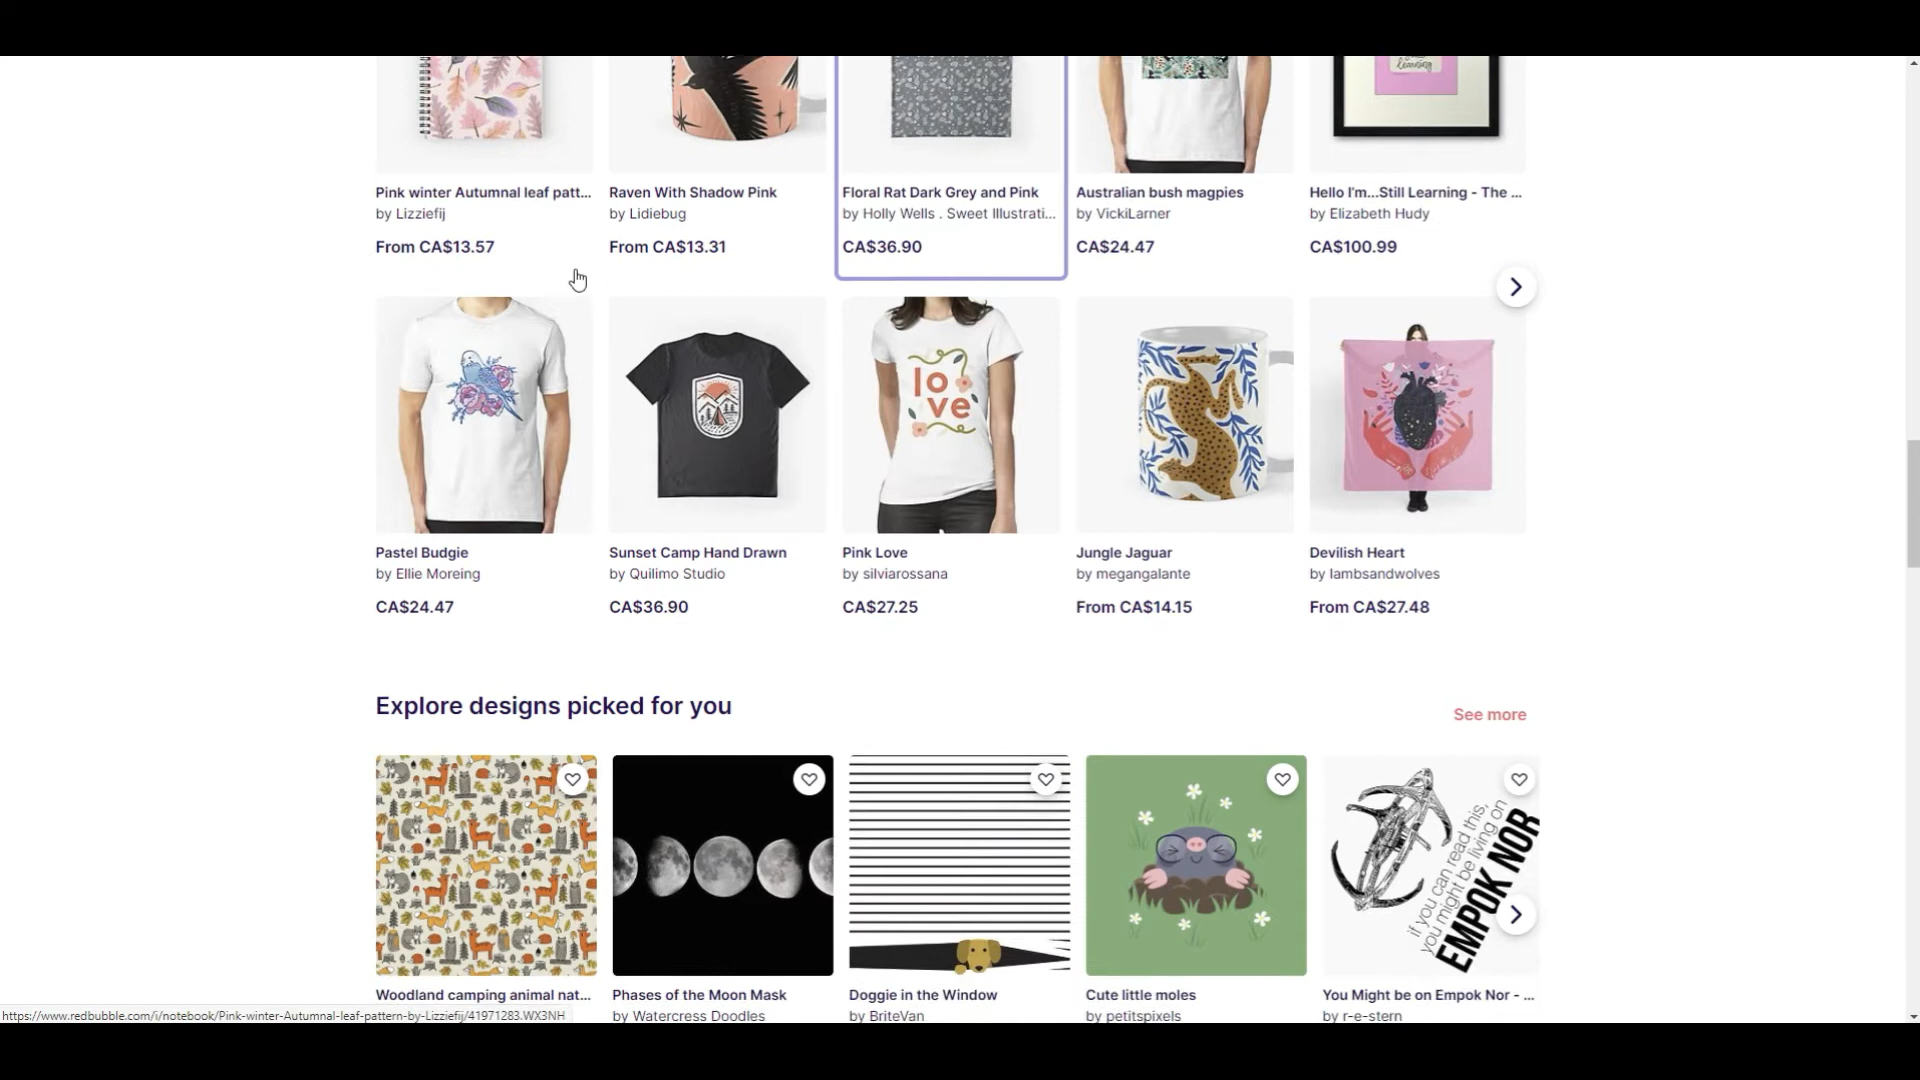 learning
Pink winter Autumnal leaf patt...
by Lizziefij
From CA$13.57
Raven With Shadow Pink
by Lidiebug
From CA$13.31
Floral Rat Dark Grey and Pink
by Holly Wells . Sweet Illustrati...
CA$36.90
Australian bush magpies
by VickiLarner
CA$24.47
Hello I'm...Still Learning - The ...
by Elizabeth Hudy
CA$100.99
lo
ve
Pastel Budgie
by Ellie Moreing
CA$24.47
Sunset Camp Hand Drawn
by Quilimo Studio
CA$36.90
Pink Love
by silviarossana
CA$27.25
Jungle Jaguar
by megangalante
From CA$14.15
Devilish Heart
by lambsandwolves
From CA$27.48
Explore designs picked for you
See more
if you can read this,
you might be living on
EMPOK NOR
Woodland camping animal nat...
Phases of the Moon Mask
by Watercress Doodles
Doggie in the Window
by BriteVan
Cute little moles
by petitspixels
You Might be on Empok Nor - ...
by r-e-stern
https://www.redbubble.com/i/notebook/Pink-winter-Autumnal-leaf-pattern-by-Lizziefij/41971283.WX3NH